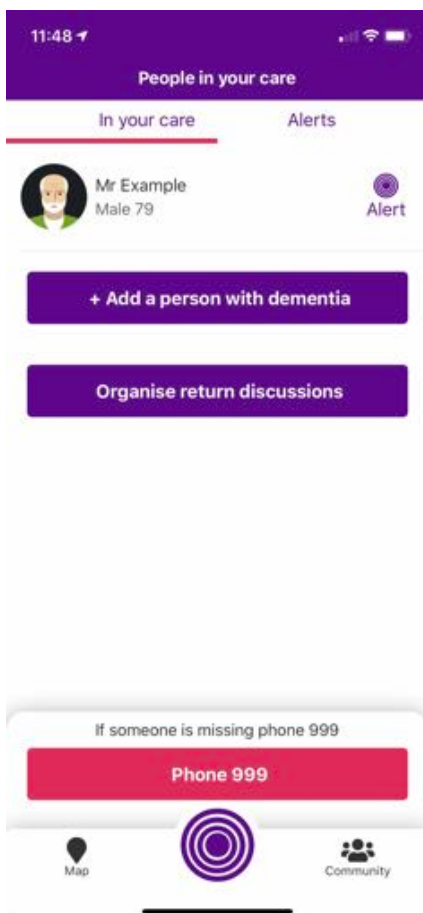 11:48
People in your care
In your care Alerts
Mr Example
Male 79
Alert
+ Add a person with dementia
Organise return discussions
If someone is missing phone 999
Phone 999
Map
Community